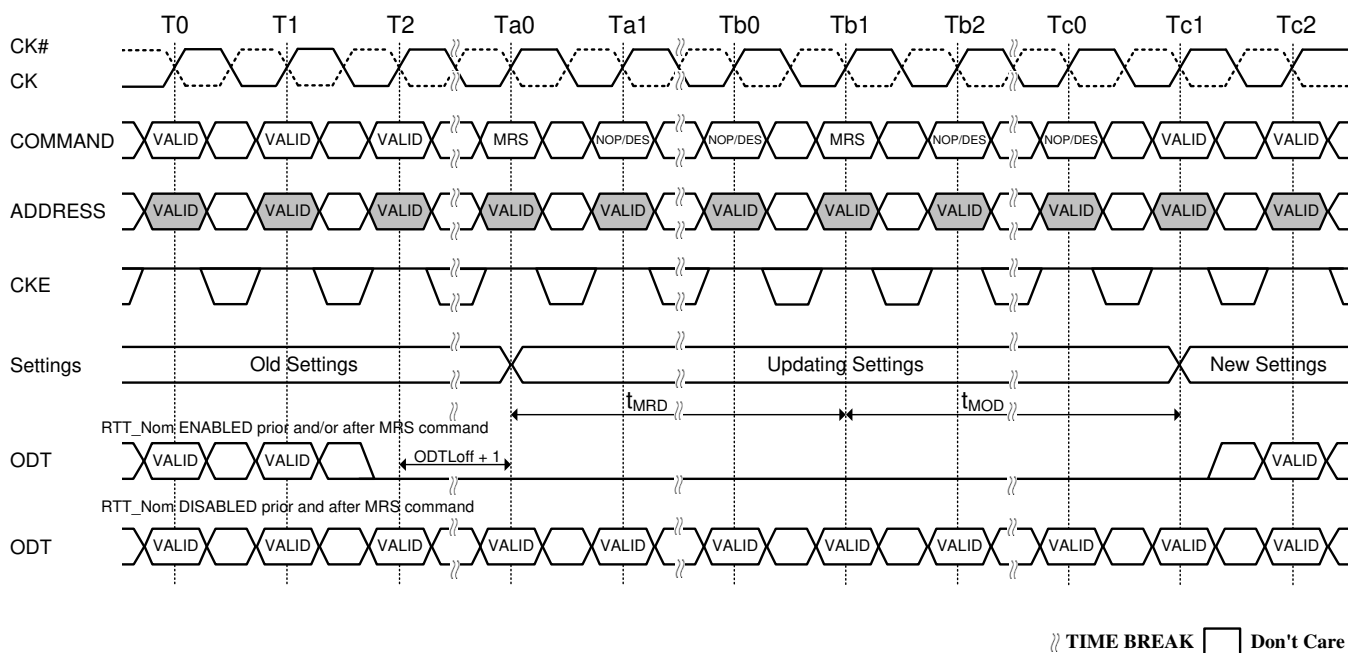 T0 T1 T2 Ta0 Ta1 Tb0 Tb1 Tb2 Tc0 Tc1 Tc2
CK#
CK
COMMAND VALID VALID VALID MRS NOP/DES NOP/DES MRS NOP/DES NOP/DES VALID VALID
ADDRESS VALID VALID VALID VALID VALID VALID VALID VALID VALID VALID VALID
CKE
Settings Old Settings Updating Settings New Settings
tMRD tMOD
RTT_Nom ENABLED prior and/or after MRS command
ODT VALID VALID ODTLoff + 1 VALID
RTT_Nom DISABLED prior and after MRS command
ODT VALID VALID VALID VALID VALID VALID VALID VALID VALID VALID VALID
TIME BREAK Don't Care